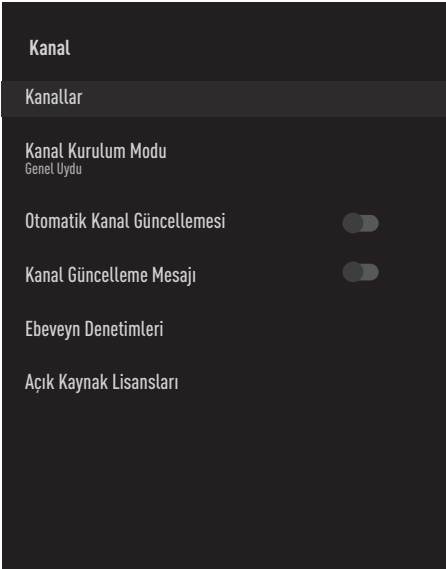 Kanal
Kanallar
Kanal Kurulum Modu
Genel Uydu
Otomatik Kanal Güncellemesi
Kanal Güncelleme Mesajı
Ebeveyn Denetimleri
Açık Kaynak Lisansları